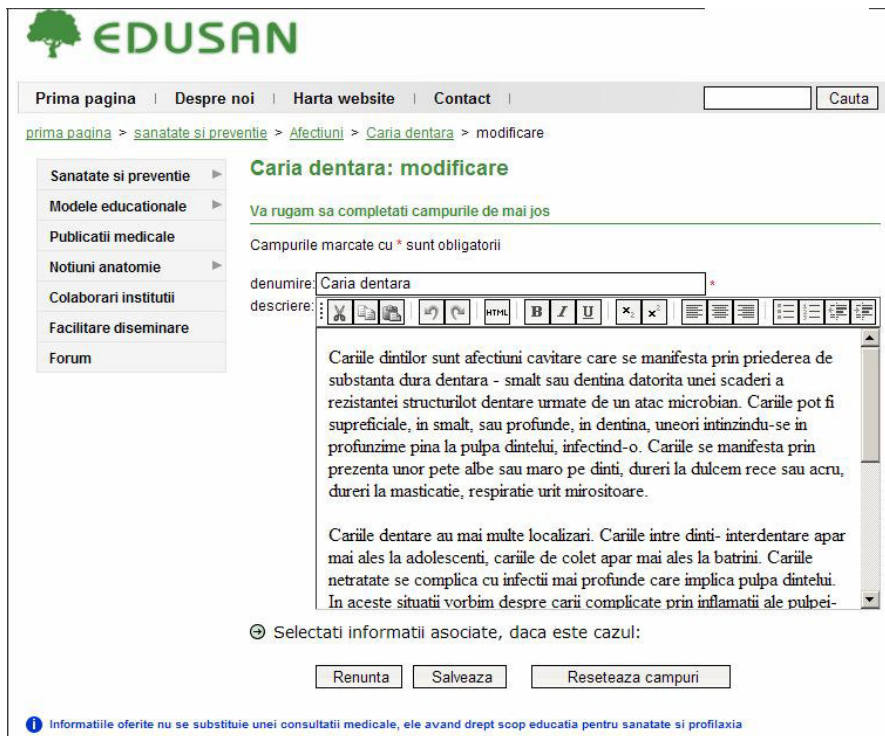 EDUSAN
Prima pagina | Despre noi | Harta website | Contact |
Cauta
prima pagina > sanatate si preventie > Afectiuni > Caria dentara > modificare
Sanatate si preventie
Modele educationale
Publicatii medicale
Notiuni anatomie
Colaborari institutii
Facilitare diseminare
Forum
Caria dentara: modificare
Va rugam sa completati campurile de mai jos
Campurile marcate cu * sunt obligatorii
denumire: Caria dentara *
descriere:
HTML B I U x₂ x²
Cariile dintilor sunt afectiuni cavitare care se manifesta prin priederea de
substanta dura dentara - smalt sau dentina datorita unei scaderi a
rezistantei structurilot dentare urmate de un atac microbian. Cariile pot fi
supreficiale, in smalt, sau profunde, in dentina, uneori intinzindu-se in
profunzime pina la pulpa dintelui, infectind-o. Cariile se manifesta prin
prezenta unor pete albe sau maro pe dinti, dureri la dulcem rece sau acru,
dureri la masticatie, respiratie urit mirositoare.
Cariile dentare au mai multe localizari. Cariile intre dinti- interdentare apar
mai ales la adolescenti, cariile de colet apar mai ales la batrini. Cariile
netratate se complica cu infectii mai profunde care implica pulpa dintelui.
In aceste situatii vorbim despre carii complicate prin inflamatii ale pulpei-
Selectati informatii asociate, daca este cazul:
Renunta Salveaza Reseteaza campuri
Informatiile oferite nu se substituie unei consultatii medicale, ele avand drept scop educatia pentru sanatate si profilaxia